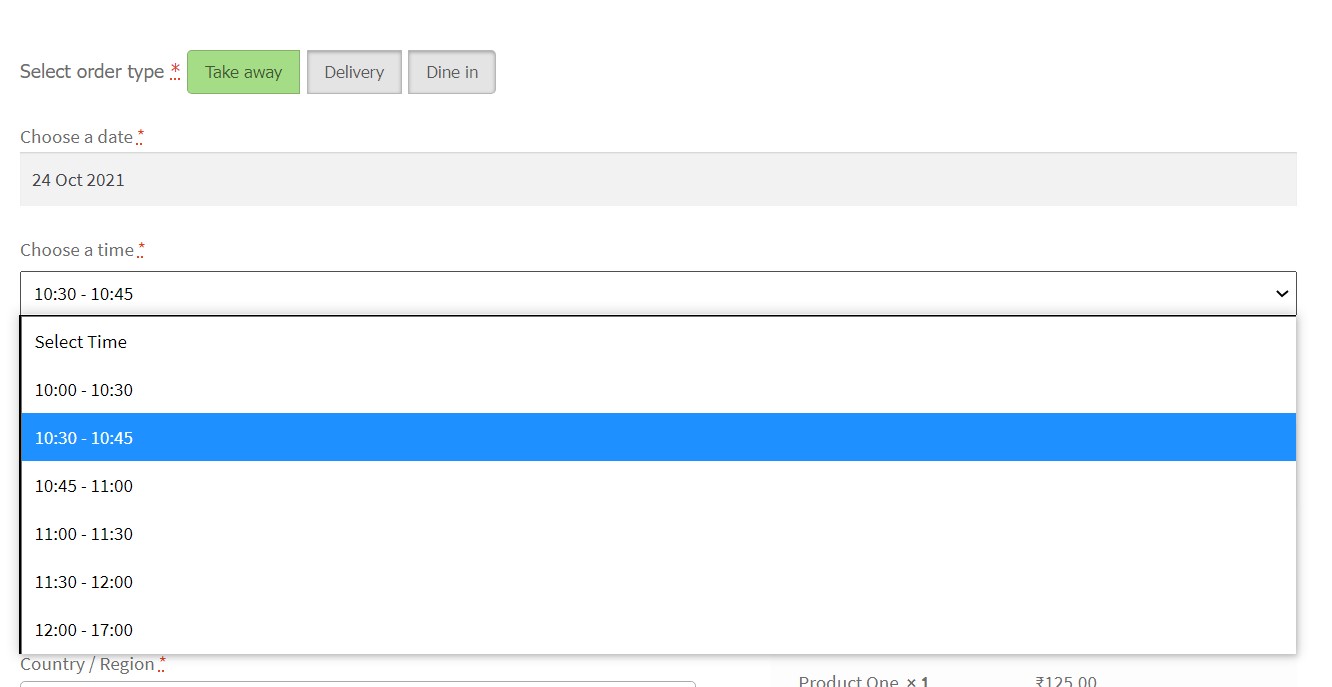 Select order type * Take away Delivery Dine in
Choose a date *
24 Oct 2021
Choose a time *
10:30 - 10:45
Select Time
10:00 - 10:30
10:30 - 10:45
10:45 - 11:00
11:00 - 11:30
11:30 - 12:00
12:00 - 17:00
Country / Region *
Product One × 1 ₹125.00